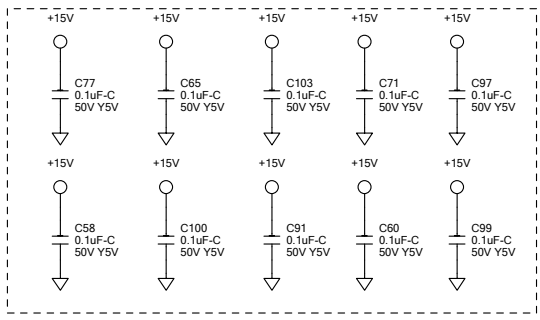 +15V +15V +15V +15V +15V
C77 C65 C103 C71 C97
0.1uF-C 0.1uF-C 0.1uF-C 0.1uF-C 0.1uF-C
50V Y5V 50V Y5V 50V Y5V 50V Y5V 50V Y5V
+15V +15V +15V +15V +15V
C58 C100 C91 C60 C99
0.1uF-C 0.1uF-C 0.1uF-C 0.1uF-C 0.1uF-C
50V Y5V 50V Y5V 50V Y5V 50V Y5V 50V Y5V